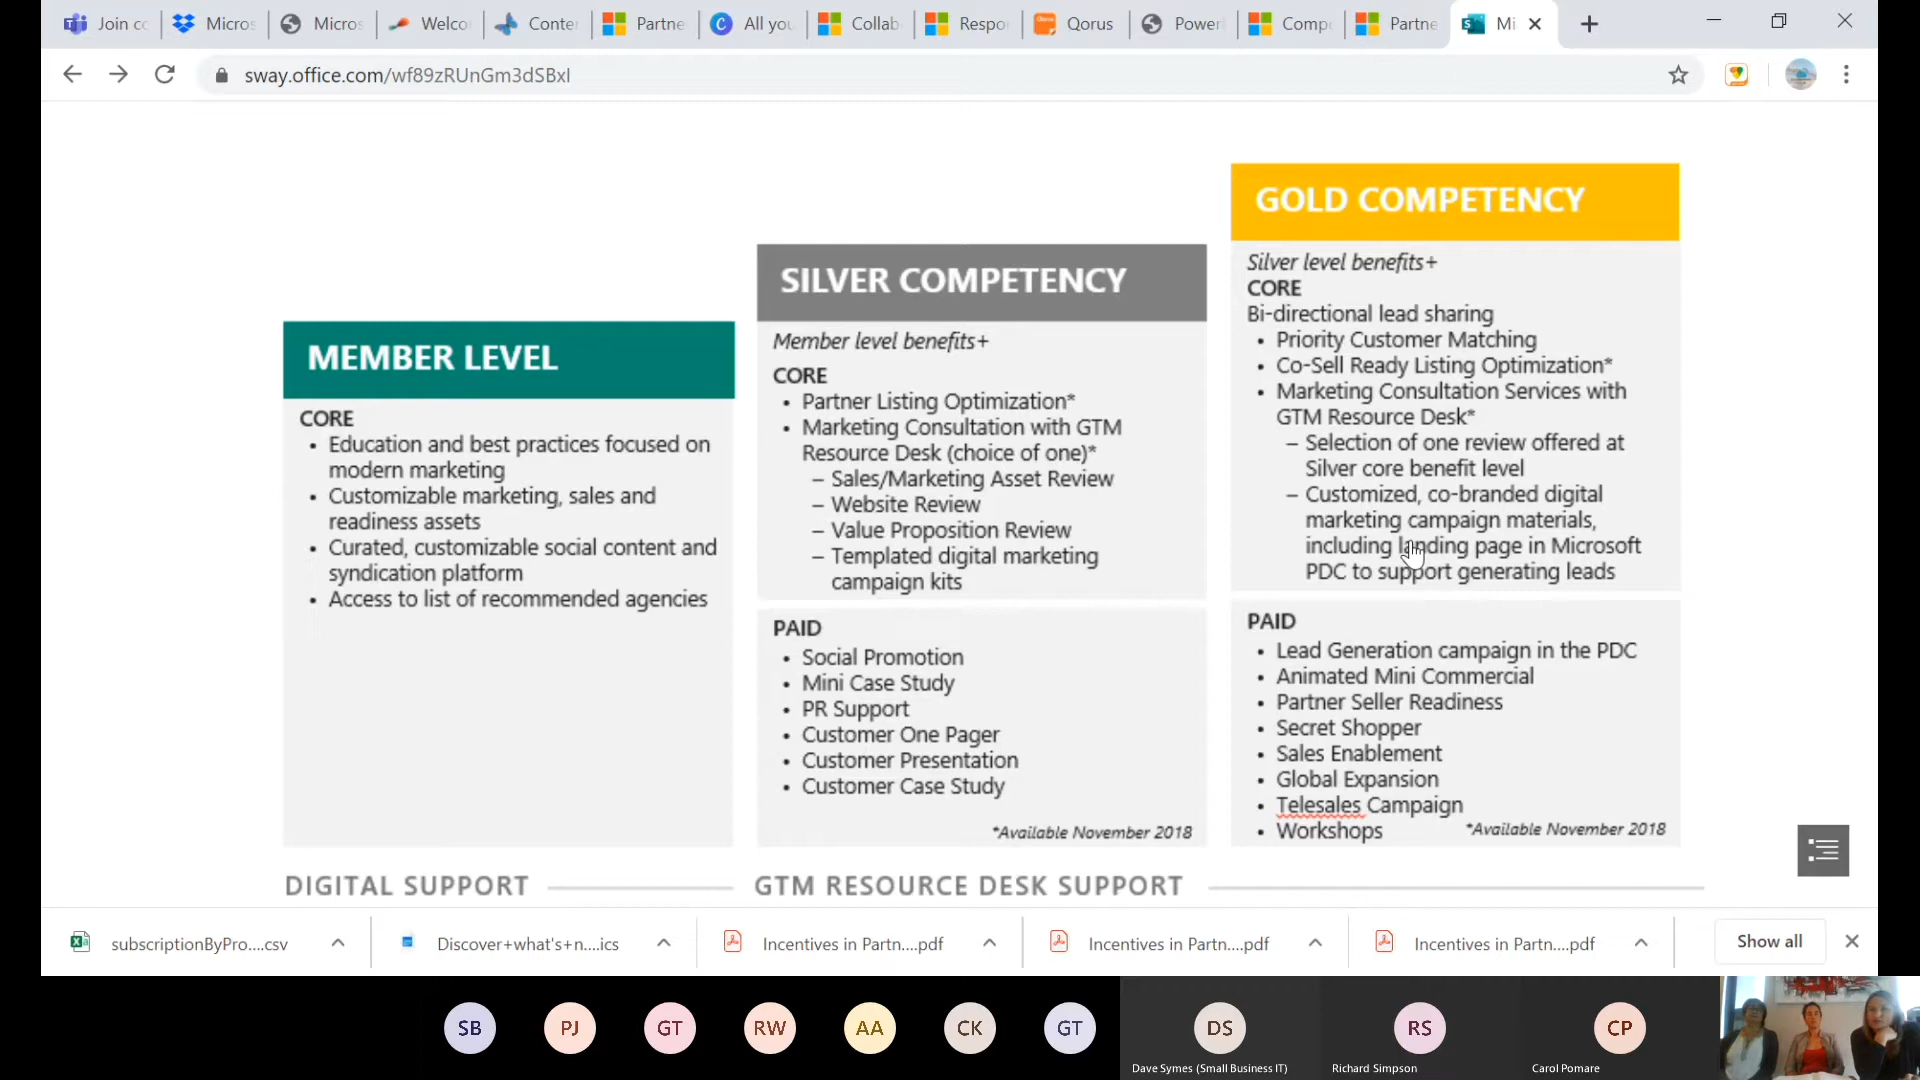 Join cc
Micros
Micros
Welco
Conte
Partne
All you
Collab
Respo
Qorus
Power
Compo
Partne
Mi
sway.office.com/wf89zRUnGm3dSBxI
MEMBER LEVEL
CORE
• Education and best practices focused on
modern marketing
• Customizable marketing, sales and
readiness assets
• Curated, customizable social content and
syndication platform
• Access to list of recommended agencies
SILVER COMPETENCY
Member level benefits+
CORE
• Partner Listing Optimization*
• Marketing Consultation with GTM
Resource Desk (choice of one)*
– Sales/Marketing Asset Review
– Website Review
– Value Proposition Review
– Templated digital marketing
campaign kits
PAID
• Social Promotion
• Mini Case Study
• PR Support
• Customer One Pager
• Customer Presentation
• Customer Case Study
*Available November 2018
GOLD COMPETENCY
Silver level benefits+
CORE
Bi-directional lead sharing
• Priority Customer Matching
• Co-Sell Ready Listing Optimization*
• Marketing Consultation Services with
GTM Resource Desk*
– Selection of one review offered at
Silver core benefit level
– Customized, co-branded digital
marketing campaign materials,
including landing page in Microsoft
PDC to support generating leads
PAID
• Lead Generation campaign in the PDC
• Animated Mini Commercial
• Partner Seller Readiness
• Secret Shopper
• Sales Enablement
• Global Expansion
• Telesales Campaign
• Workshops
*Available November 2018
DIGITAL SUPPORT
GTM RESOURCE DESK SUPPORT
subscriptionByPro....csv
Discover+what's+n....ics
Incentives in Partn....pdf
Incentives in Partn....pdf
Incentives in Partn....pdf
Show all
SB
PJ
GT
RW
AA
CK
GT
DS
RS
CP
Dave Symes (Small Business IT)
Richard Simpson
Carol Pomare